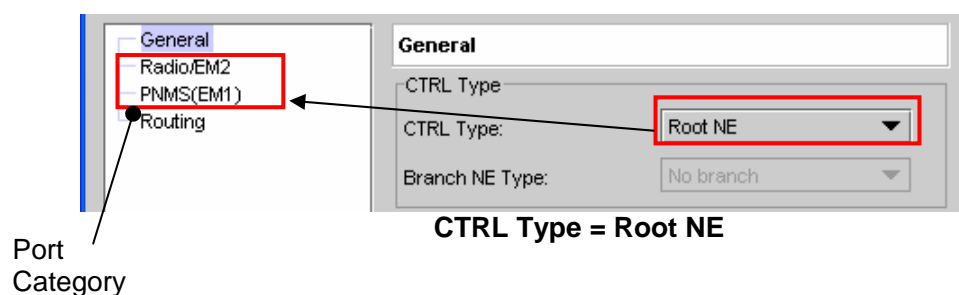 General
Radio/EM2
PNMS(EM1)
Routing
General
CTRL Type
CTRL Type:
Root NE
Branch NE Type:
No branch
CTRL Type = Root NE
Port
Category